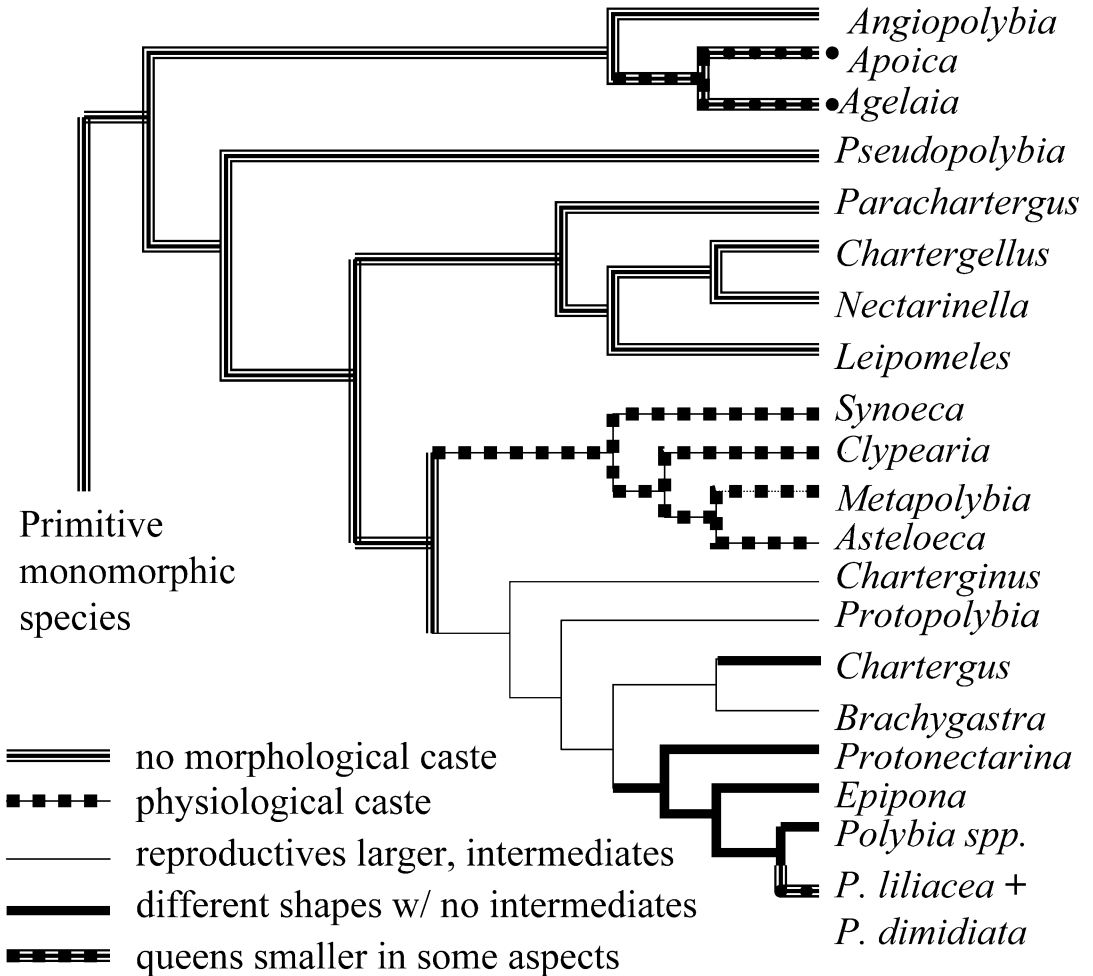 Angiopolybia
Apoica
Agelaia
Pseudopolybia
Parachartergus
Chartergellus
Nectarinella
Leipomeles
Synoeca
Clypearia
Metapolybia
Asteloeca
Charterginus
Protopolybia
Chartergus
Brachygastra
Protonectarina
Epipona
Polybia spp.
P. liliacea +
P. dimidiata
Primitive
monomorphic
species
no morphological caste
physiological caste
reproductives larger, intermediates
different shapes w/ no intermediates
queens smaller in some aspects